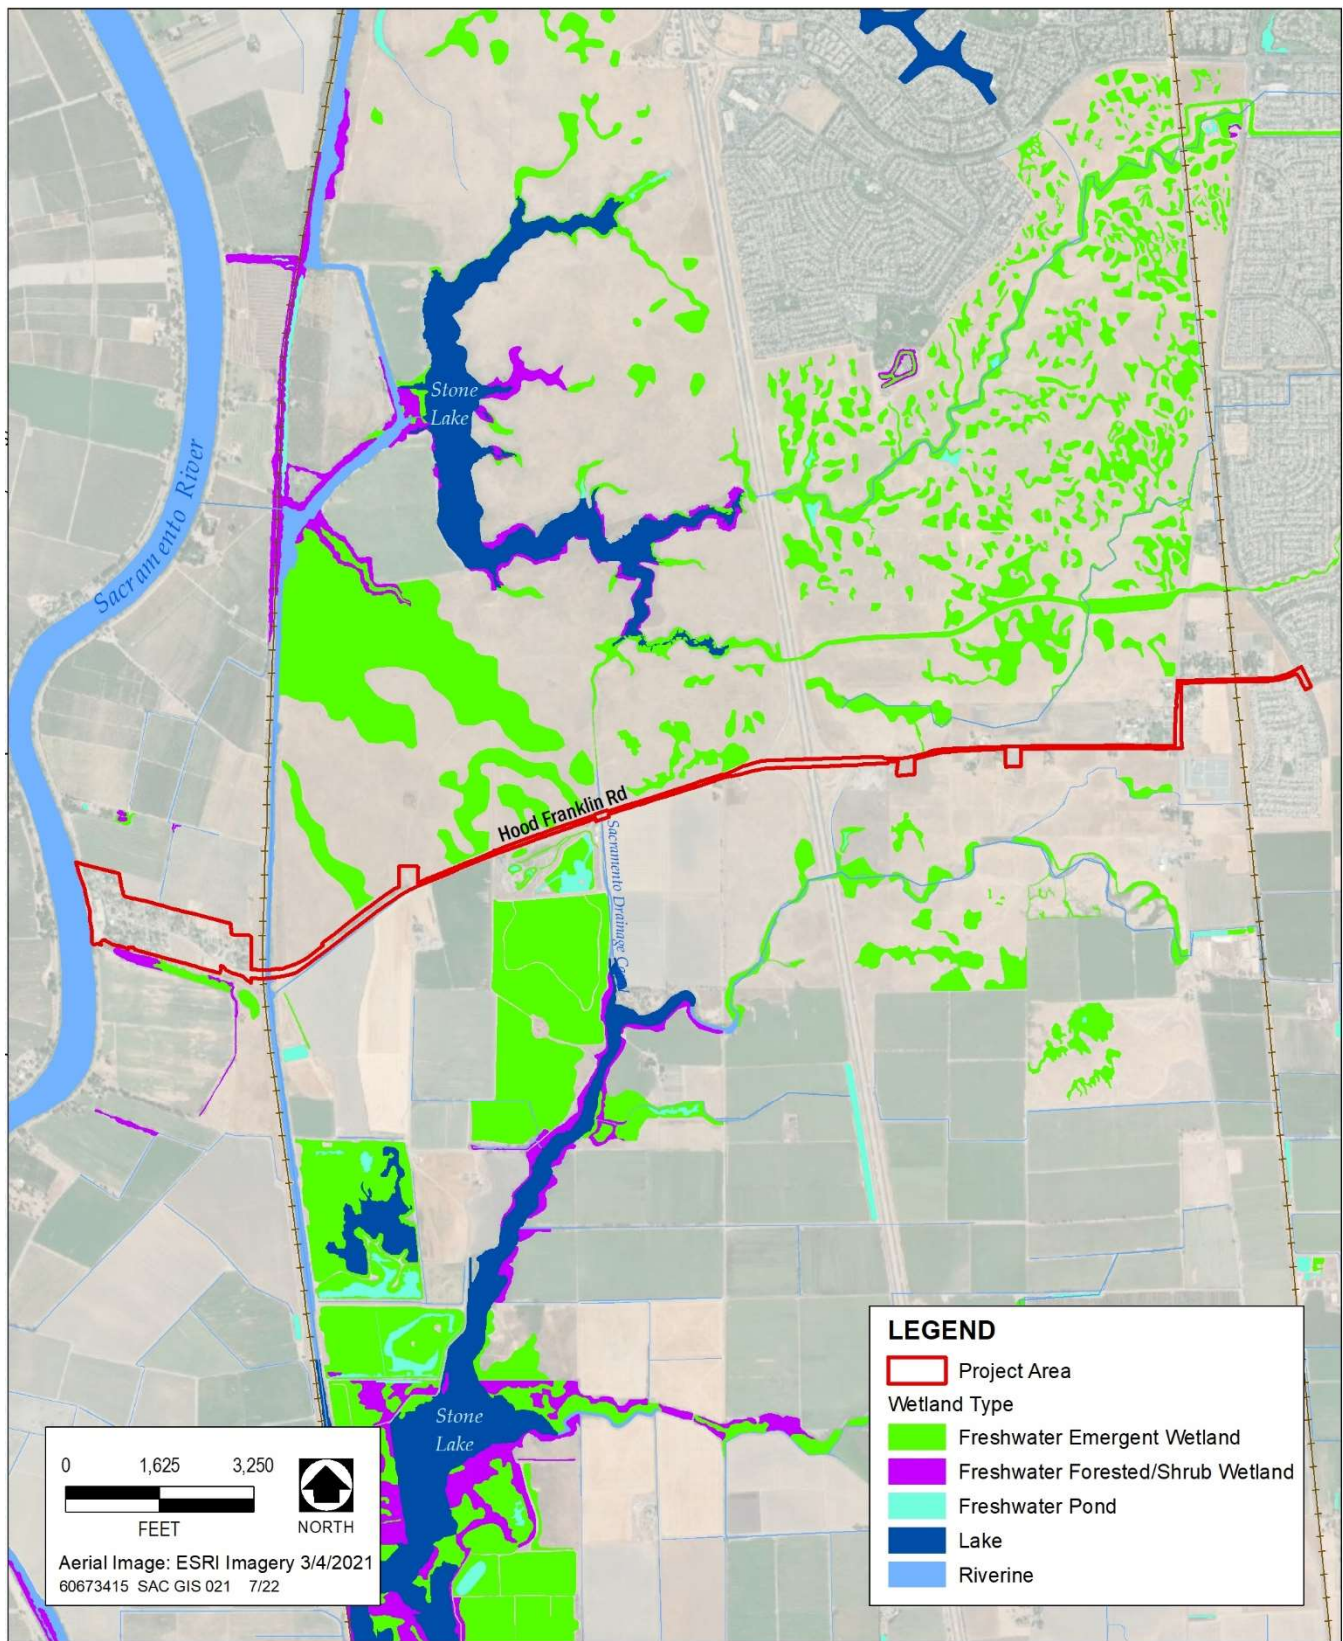 Stone
Lake
Sacramento River
Hood Franklin Rd
Sacramento Drainage Canal
Stone
Lake
LEGEND
Project Area
Wetland Type
Freshwater Emergent Wetland
Freshwater Forested/Shrub Wetland
Freshwater Pond
Lake
Riverine
0 1,625 3,250
FEET
NORTH
Aerial Image: ESRI Imagery 3/4/2021
60673415 SAC GIS 021 7/22